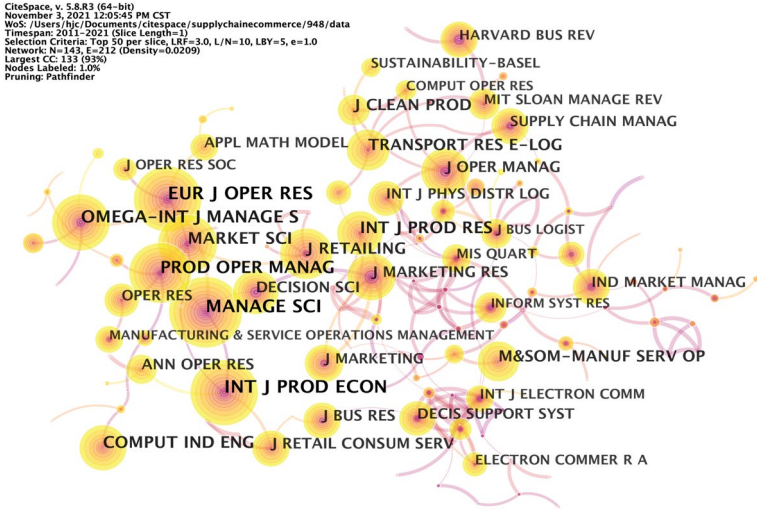 CiteSpace, v. 5.8.R3 (64-bit)
November 3, 2021 12:05:45 PM CST
WoS: /Users/hjc/Documents/citespace/supplychainecommerce/948/data
Timespan: 2011-2021 (Slice Length=1)
Selection Criteria: Top 50 per slice, LRF=3.0, L/N=10, LBY=5, e=1.0
Network: N=143, E=212 (Density=0.0209)
Largest CC: 133 (93%)
Nodes Labeled: 1.0%
Pruning: Pathfinder
HARVARD BUS REV
SUSTAINABILITY-BASEL
COMPUT OPER RES
J CLEAN PROD
MIT SLOAN MANAGE REV
SUPPLY CHAIN MANAG
APPL MATH MODEL
TRANSPORT RES E-LOG
J OPER RES SOC
J OPER MANAG
EUR J OPER RES
INT J PHYS DISTR LOG
OMEGA-INT J MANAGE S
INT J PROD RES
J BUS LOGIST
MARKET SCI
J RETAILING
MIS QUART
PROD OPER MANAG
J MARKETING RES
IND MARKET MANAG
DECISION SCI
OPER RES
MANAGE SCI
INFORM SYST RES
MANUFACTURING & SERVICE OPERATIONS MANAGEMENT
J MARKETING
M&SOM-MANUF SERV OP
ANN OPER RES
INT J PROD ECON
INT J ELECTRON COMM
J BUS RES
DECIS SUPPORT SYST
COMPUT IND ENG
J RETAIL CONSUM SERV
ELECTRON COMMER R A